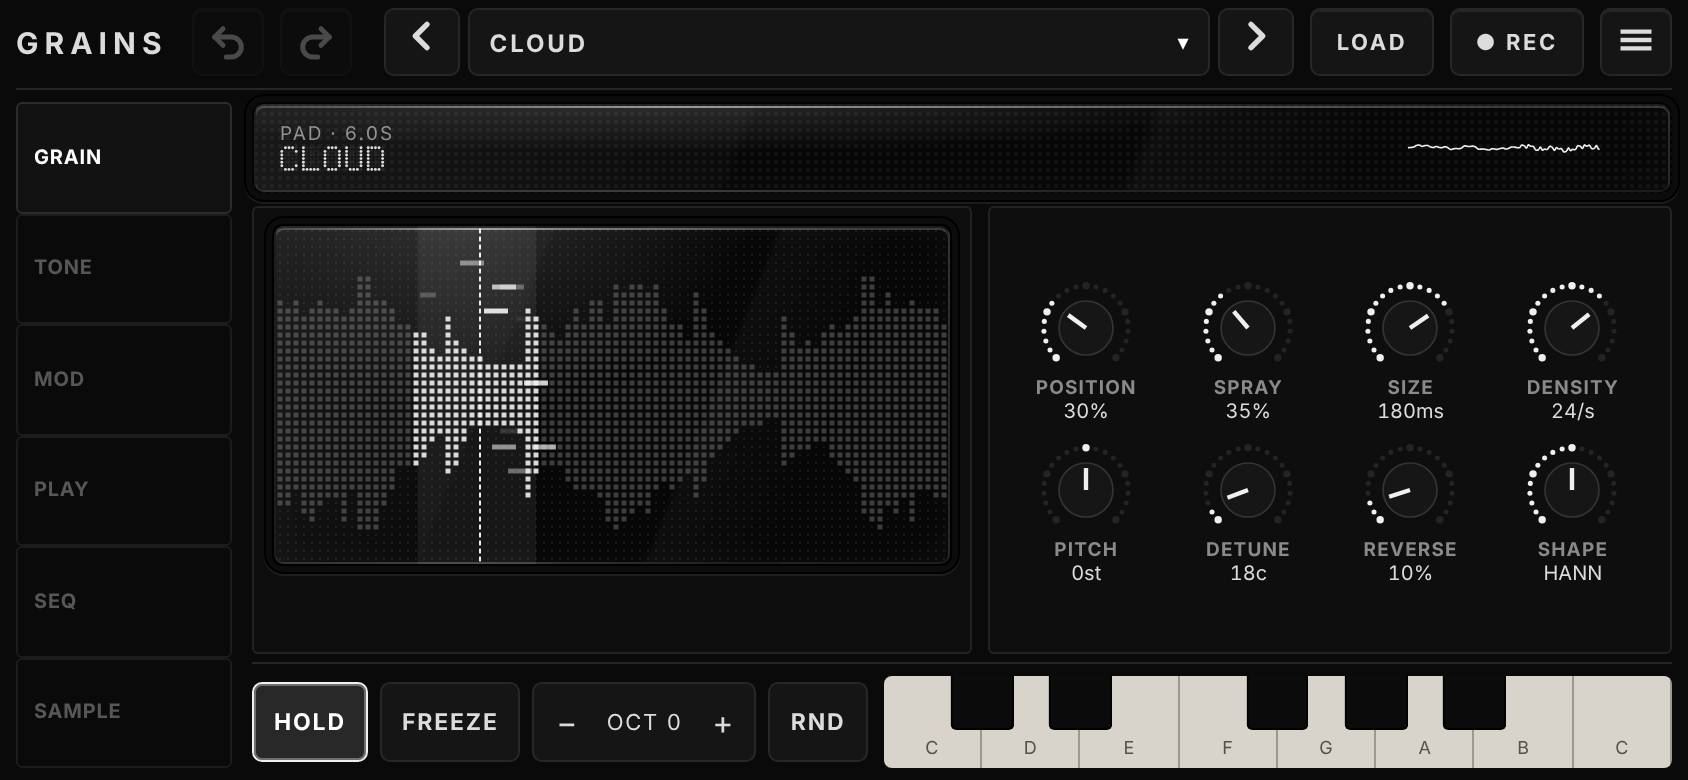 GRAINS
CLOUD ▼
LOAD
REC
GRAIN
TONE
MOD
PLAY
SEQ
SAMPLE
PAD · 6.0S
CLOUD
POSITION SPRAY SIZE DENSITY
30% 35% 180ms 24/s
PITCH DETUNE REVERSE SHAPE
0st 18c 10% HANN
HOLD FREEZE − OCT 0 + RND
C D E F G A B C